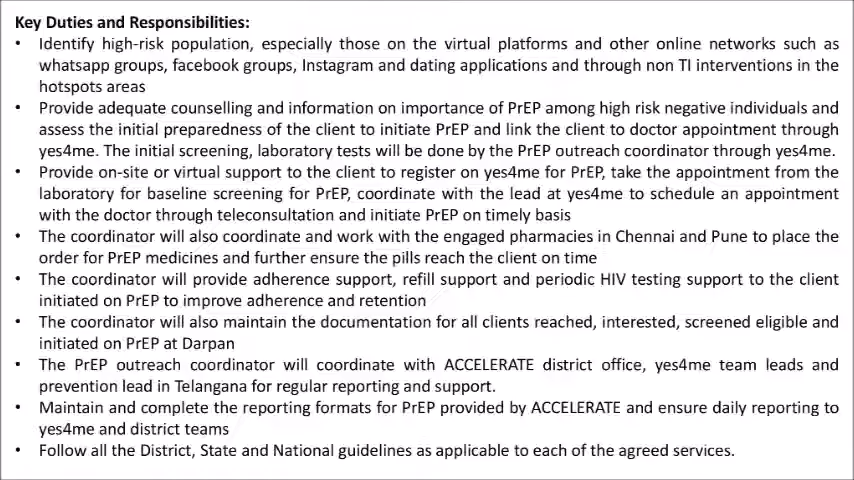 Key Duties and Responsibilities:
• Identify high-risk population, especially those on the virtual platforms and other online networks such as
whatsapp groups, facebook groups, Instagram and dating applications and through non TI interventions in the
hotspots areas
• Provide adequate counselling and information on importance of PrEP among high risk negative individuals and
assess the initial preparedness of the client to initiate PrEP and link the client to doctor appointment through
yes4me. The initial screening, laboratory tests will be done by the PrEP outreach coordinator through yes4me.
• Provide on-site or virtual support to the client to register on yes4me for PrEP, take the appointment from the
laboratory for baseline screening for PrEP, coordinate with the lead at yes4me to schedule an appointment
with the doctor through teleconsultation and initiate PrEP on timely basis
• The coordinator will also coordinate and work with the engaged pharmacies in Chennai and Pune to place the
order for PrEP medicines and further ensure the pills reach the client on time
• The coordinator will provide adherence support, refill support and periodic HIV testing support to the client
initiated on PrEP to improve adherence and retention
• The coordinator will also maintain the documentation for all clients reached, interested, screened eligible and
initiated on PrEP at Darpan
• The PrEP outreach coordinator will coordinate with ACCELERATE district office, yes4me team leads and
prevention lead in Telangana for regular reporting and support.
• Maintain and complete the reporting formats for PrEP provided by ACCELERATE and ensure daily reporting to
yes4me and district teams
• Follow all the District, State and National guidelines as applicable to each of the agreed services.